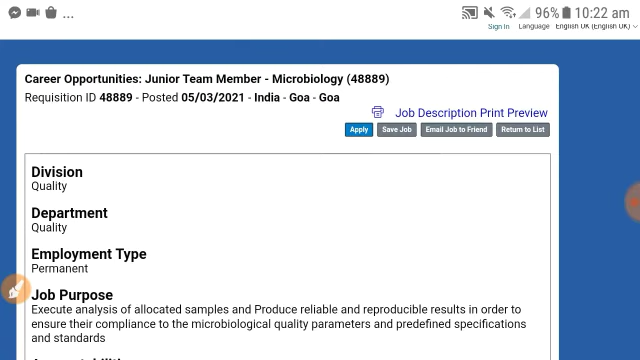 ... 96% 10:22 am
Sign In Language English UK (English UK)
Career Opportunities: Junior Team Member - Microbiology (48889)
Requisition ID 48889 - Posted 05/03/2021 - India - Goa - Goa
Job Description Print Preview
Apply Save Job Email Job to Friend Return to List
Division
Quality
Department
Quality
Employment Type
Permanent
Job Purpose
Execute analysis of allocated samples and Produce reliable and reproducible results in order to
ensure their compliance to the microbiological quality parameters and predefined specifications
and standards